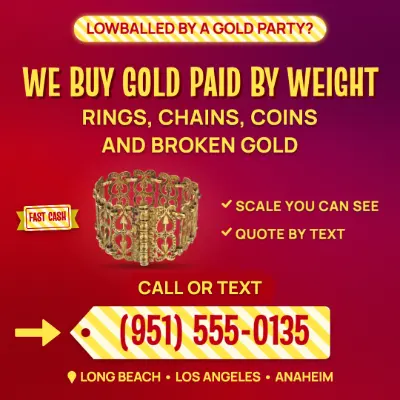 LOWBALLED BY A GOLD PARTY?
WE BUY GOLD PAID BY WEIGHT
RINGS, CHAINS, COINS
AND BROKEN GOLD
FAST CASH
SCALE YOU CAN SEE
QUOTE BY TEXT
CALL OR TEXT
(951) 555-0135
LONG BEACH • LOS ANGELES • ANAHEIM